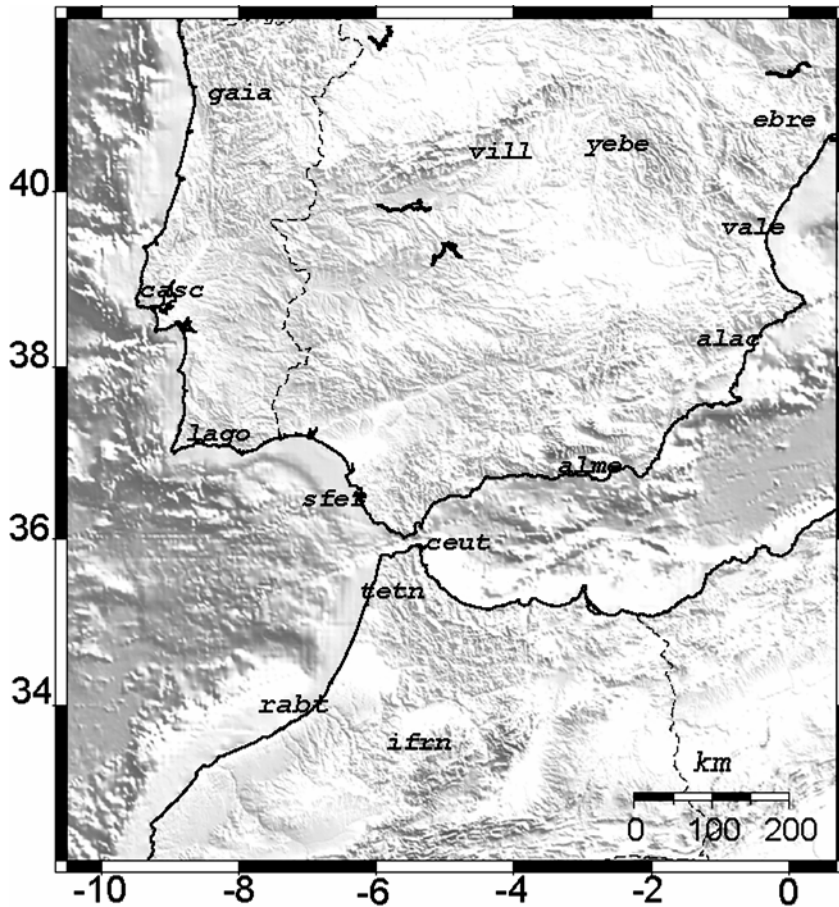 gaia
ebre
vill
yebe
40
vale
casc
alac
38
lago
alme
sfer
36
ceut
tetn
34
rabt
ifrn
km
0 100 200
-10 -8 -6 -4 -2 0